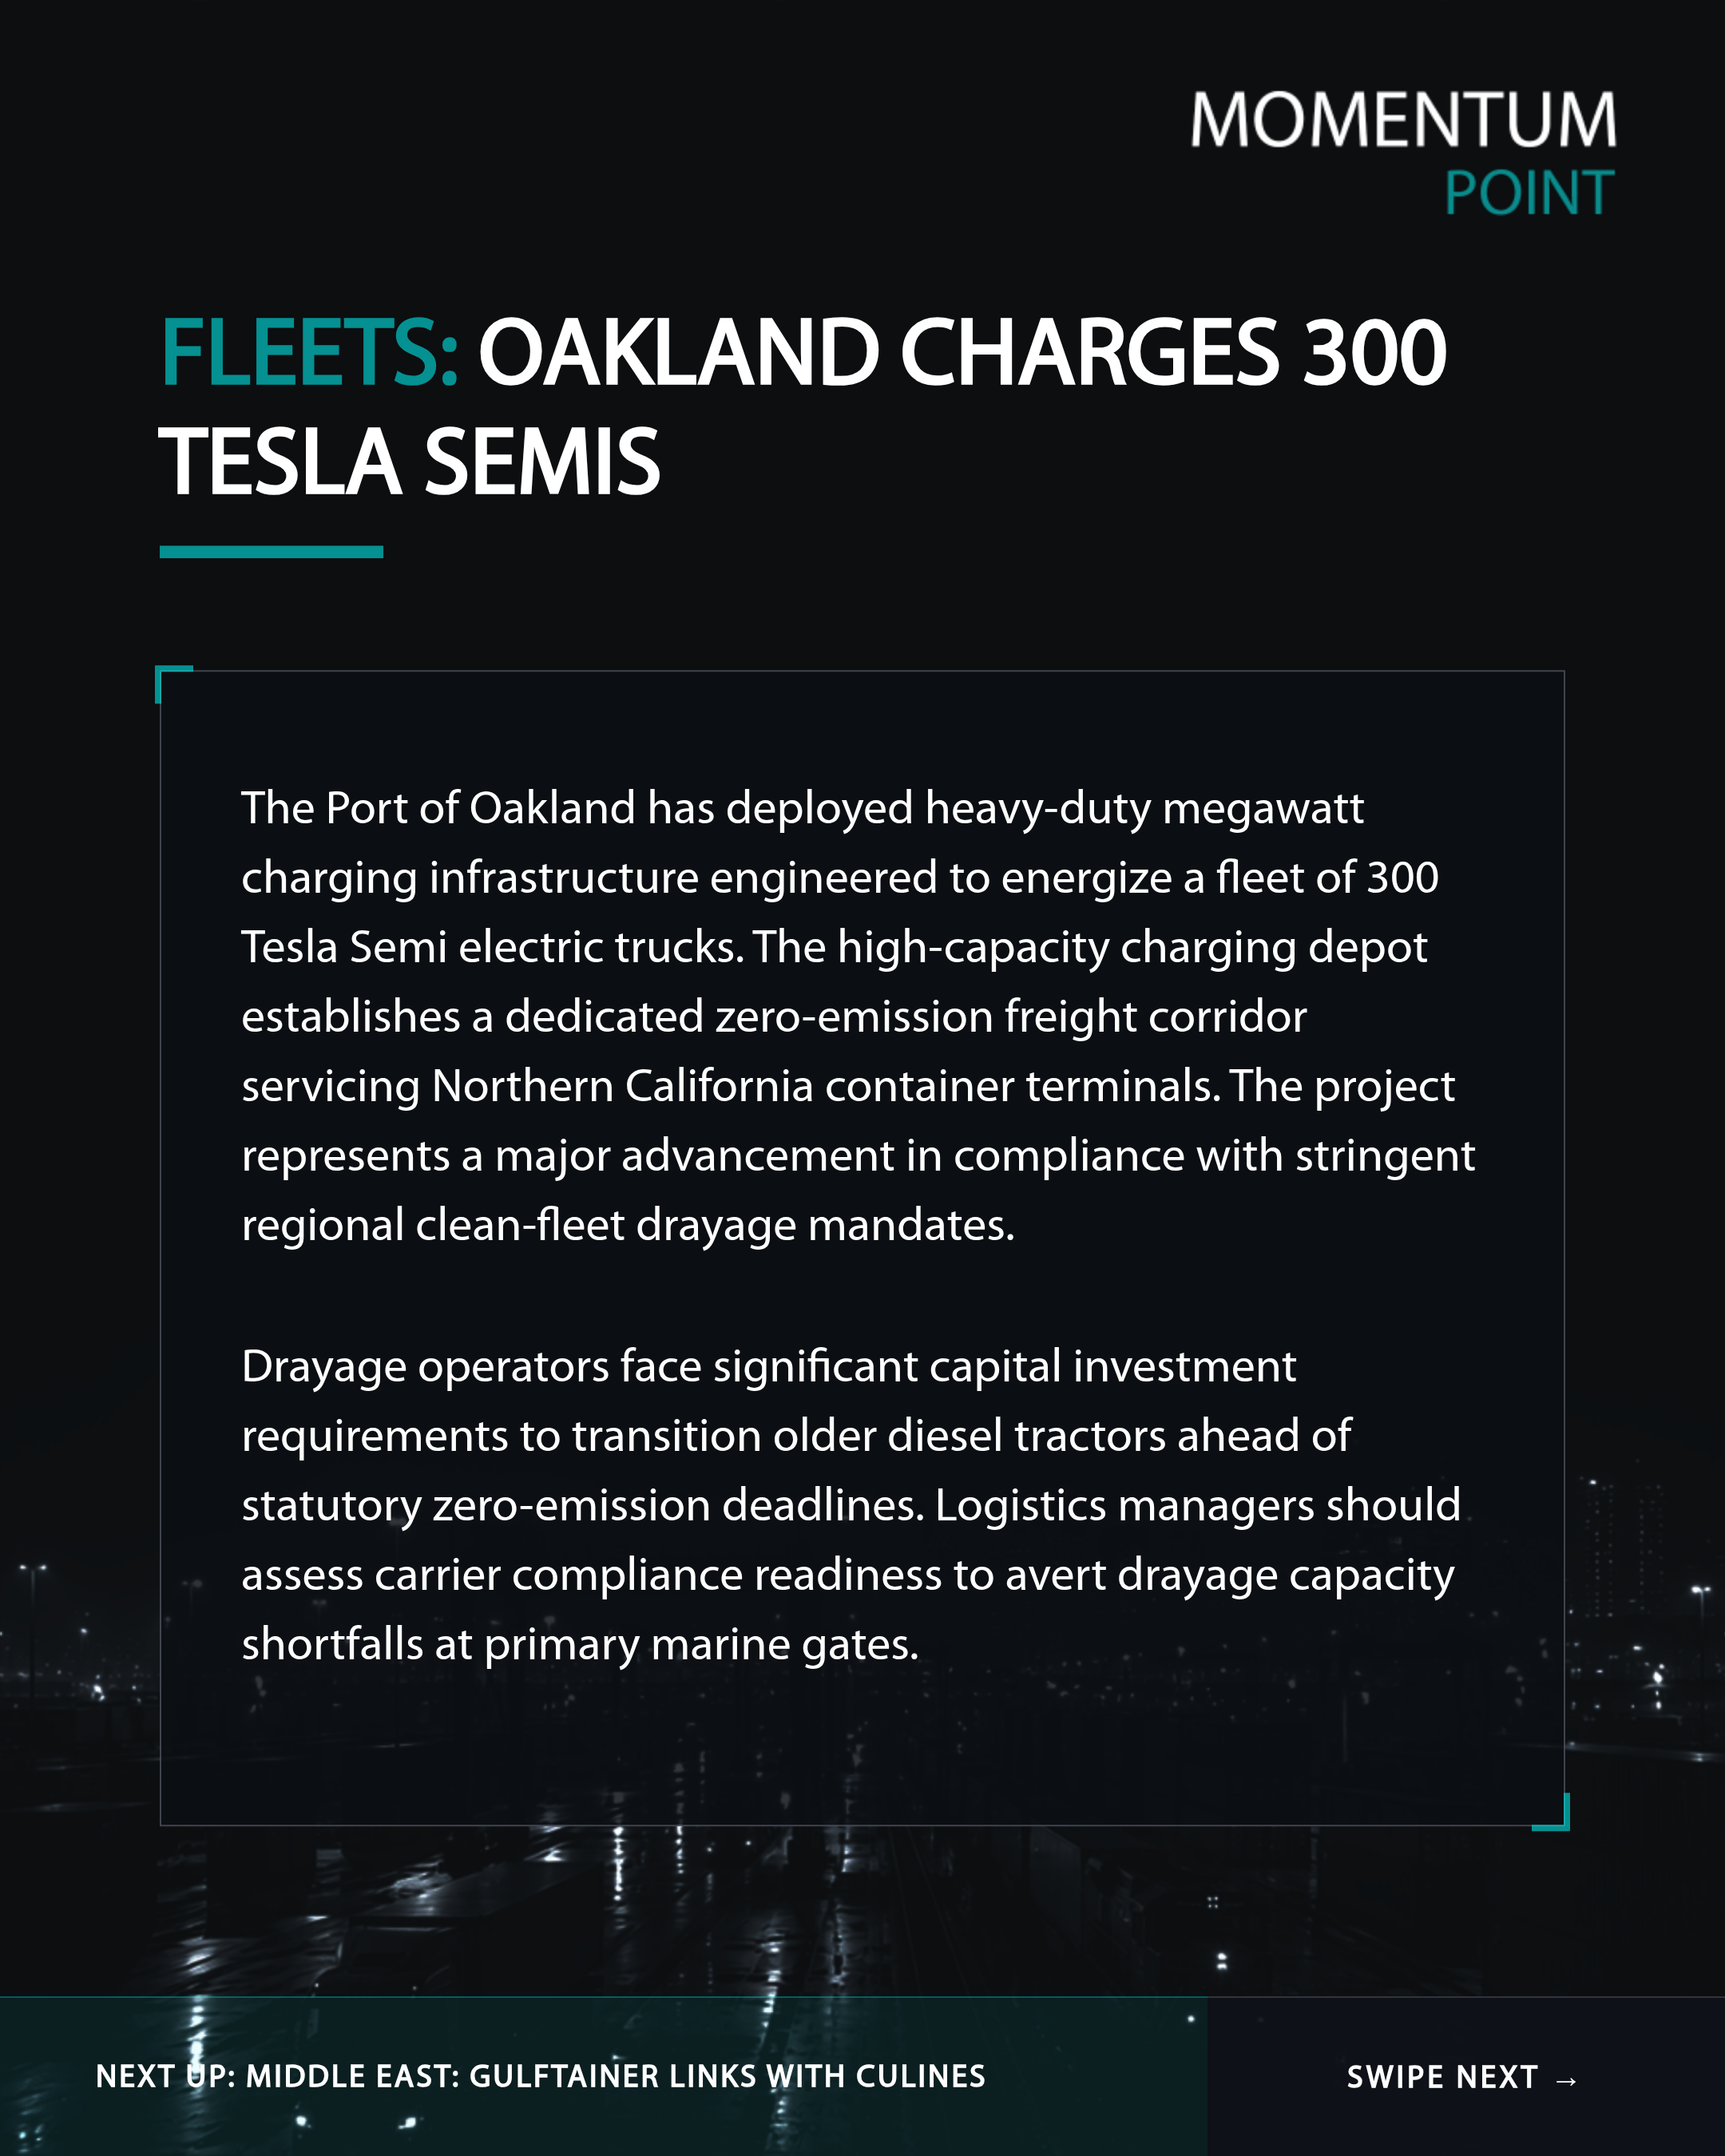 MOMENTUM
POINT
FLEETS: OAKLAND CHARGES 300
TESLA SEMIS
The Port of Oakland has deployed heavy-duty megawatt
charging infrastructure engineered to energize a fleet of 300
Tesla Semi electric trucks. The high-capacity charging depot
establishes a dedicated zero-emission freight corridor
servicing Northern California container terminals. The project
represents a major advancement in compliance with stringent
regional clean-fleet drayage mandates.
Drayage operators face significant capital investment
requirements to transition older diesel tractors ahead of
statutory zero-emission deadlines. Logistics managers should
assess carrier compliance readiness to avert drayage capacity
shortfalls at primary marine gates.
NEXT UP: MIDDLE EAST: GULFTAINER LINKS WITH CULINES
SWIPE NEXT →